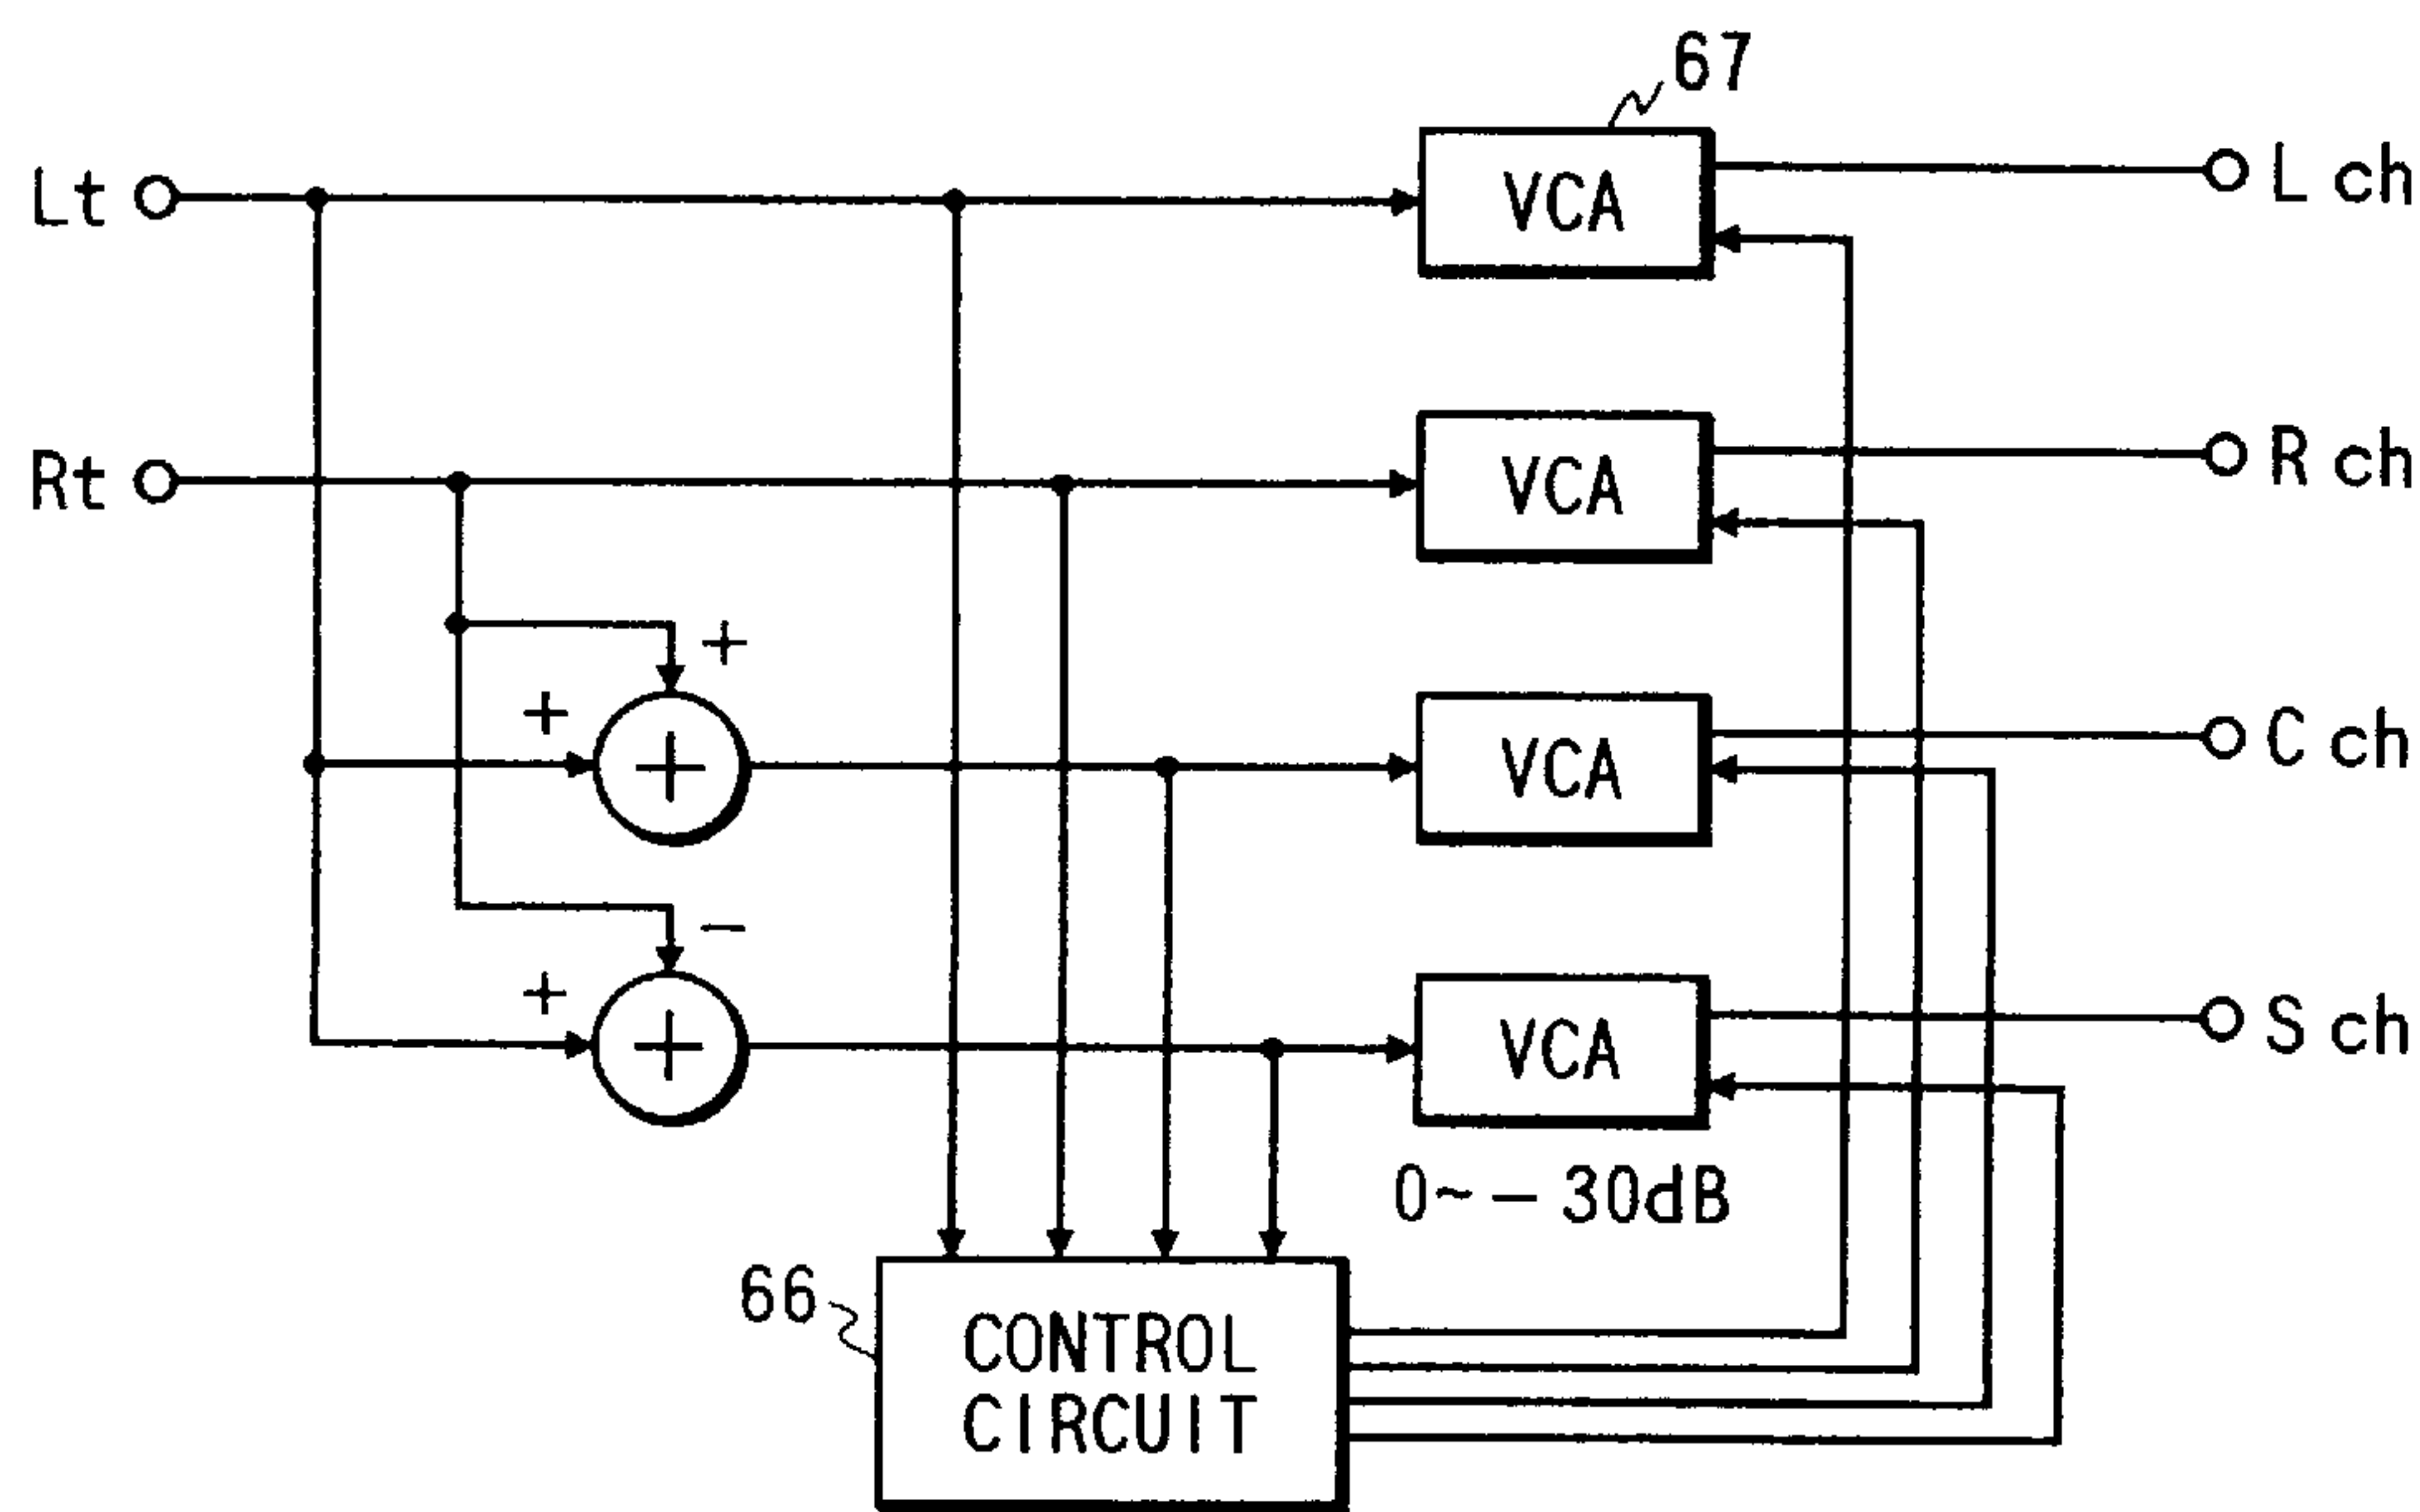 67
Lt
VCA
L ch
Rt
VCA
R ch
+
+
+
VCA
C ch
−
+
+
VCA
S ch
0~−30dB
66
CONTROL
CIRCUIT